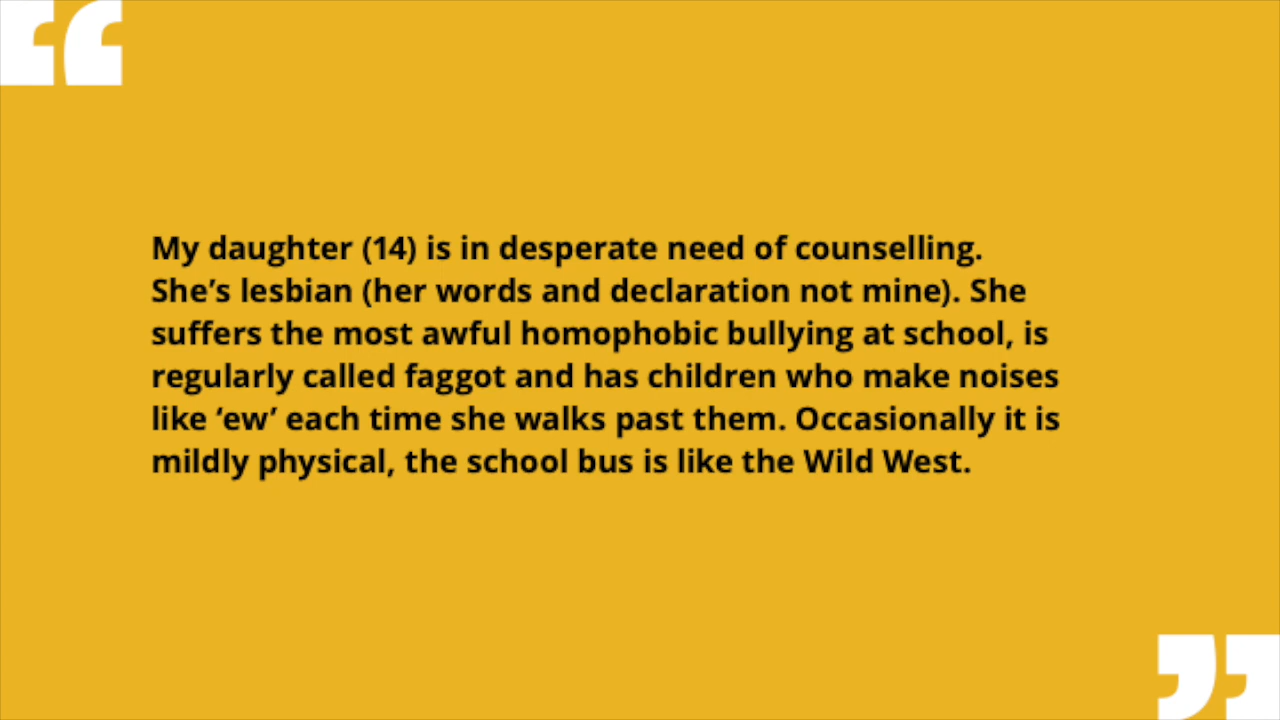 My daughter (14) is in desperate need of counselling.
She’s lesbian (her words and declaration not mine). She
suffers the most awful homophobic bullying at school, is
regularly called faggot and has children who make noises
like ‘ew’ each time she walks past them. Occasionally it is
mildly physical, the school bus is like the Wild West.